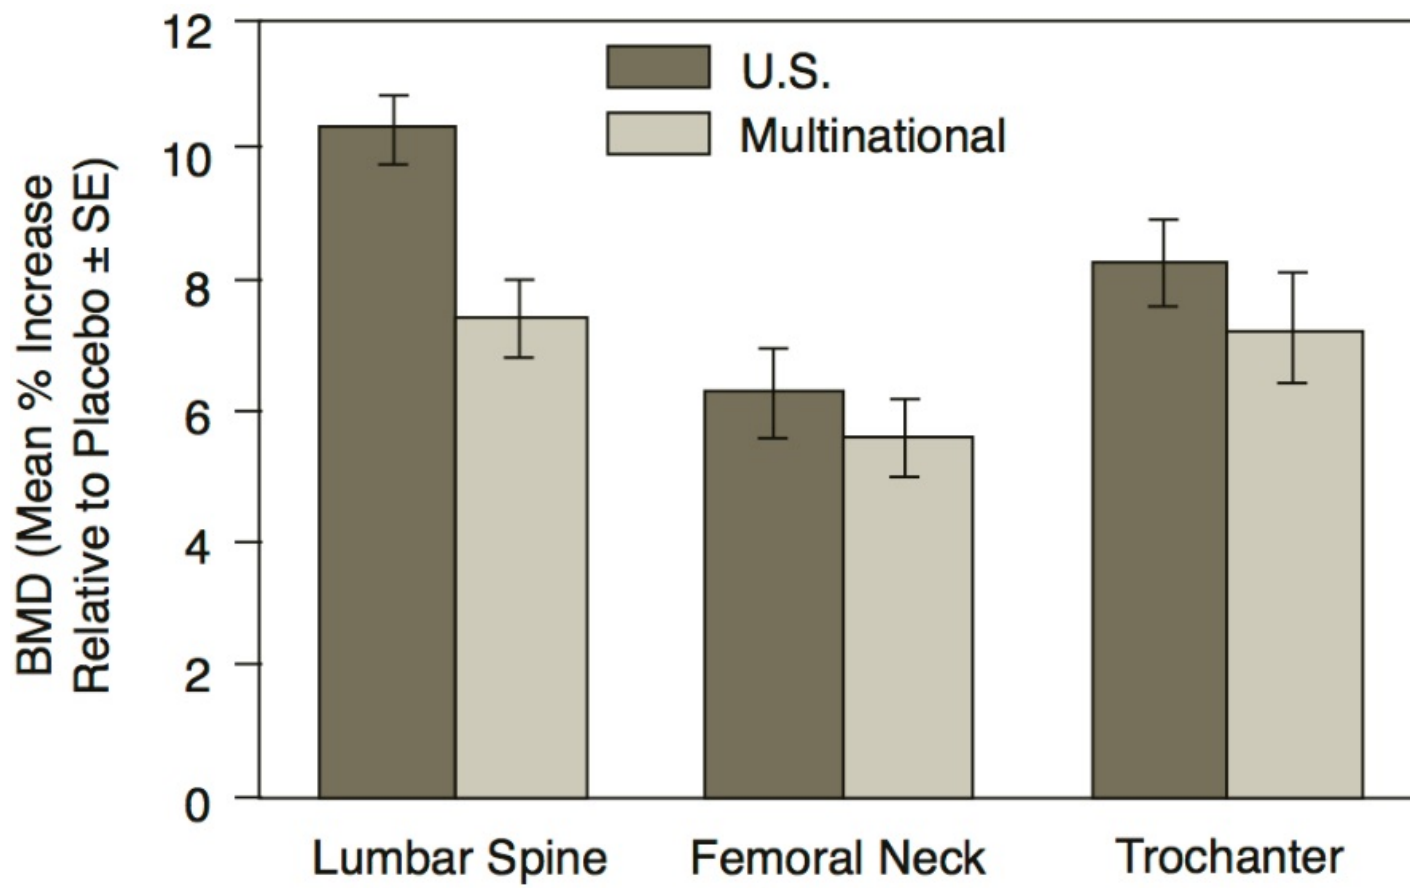 BMD (Mean % Increase
Relative to Placebo ± SE)
12
10
8
6
4
2
0
U.S.
Multinational
Lumbar Spine
Femoral Neck
Trochanter